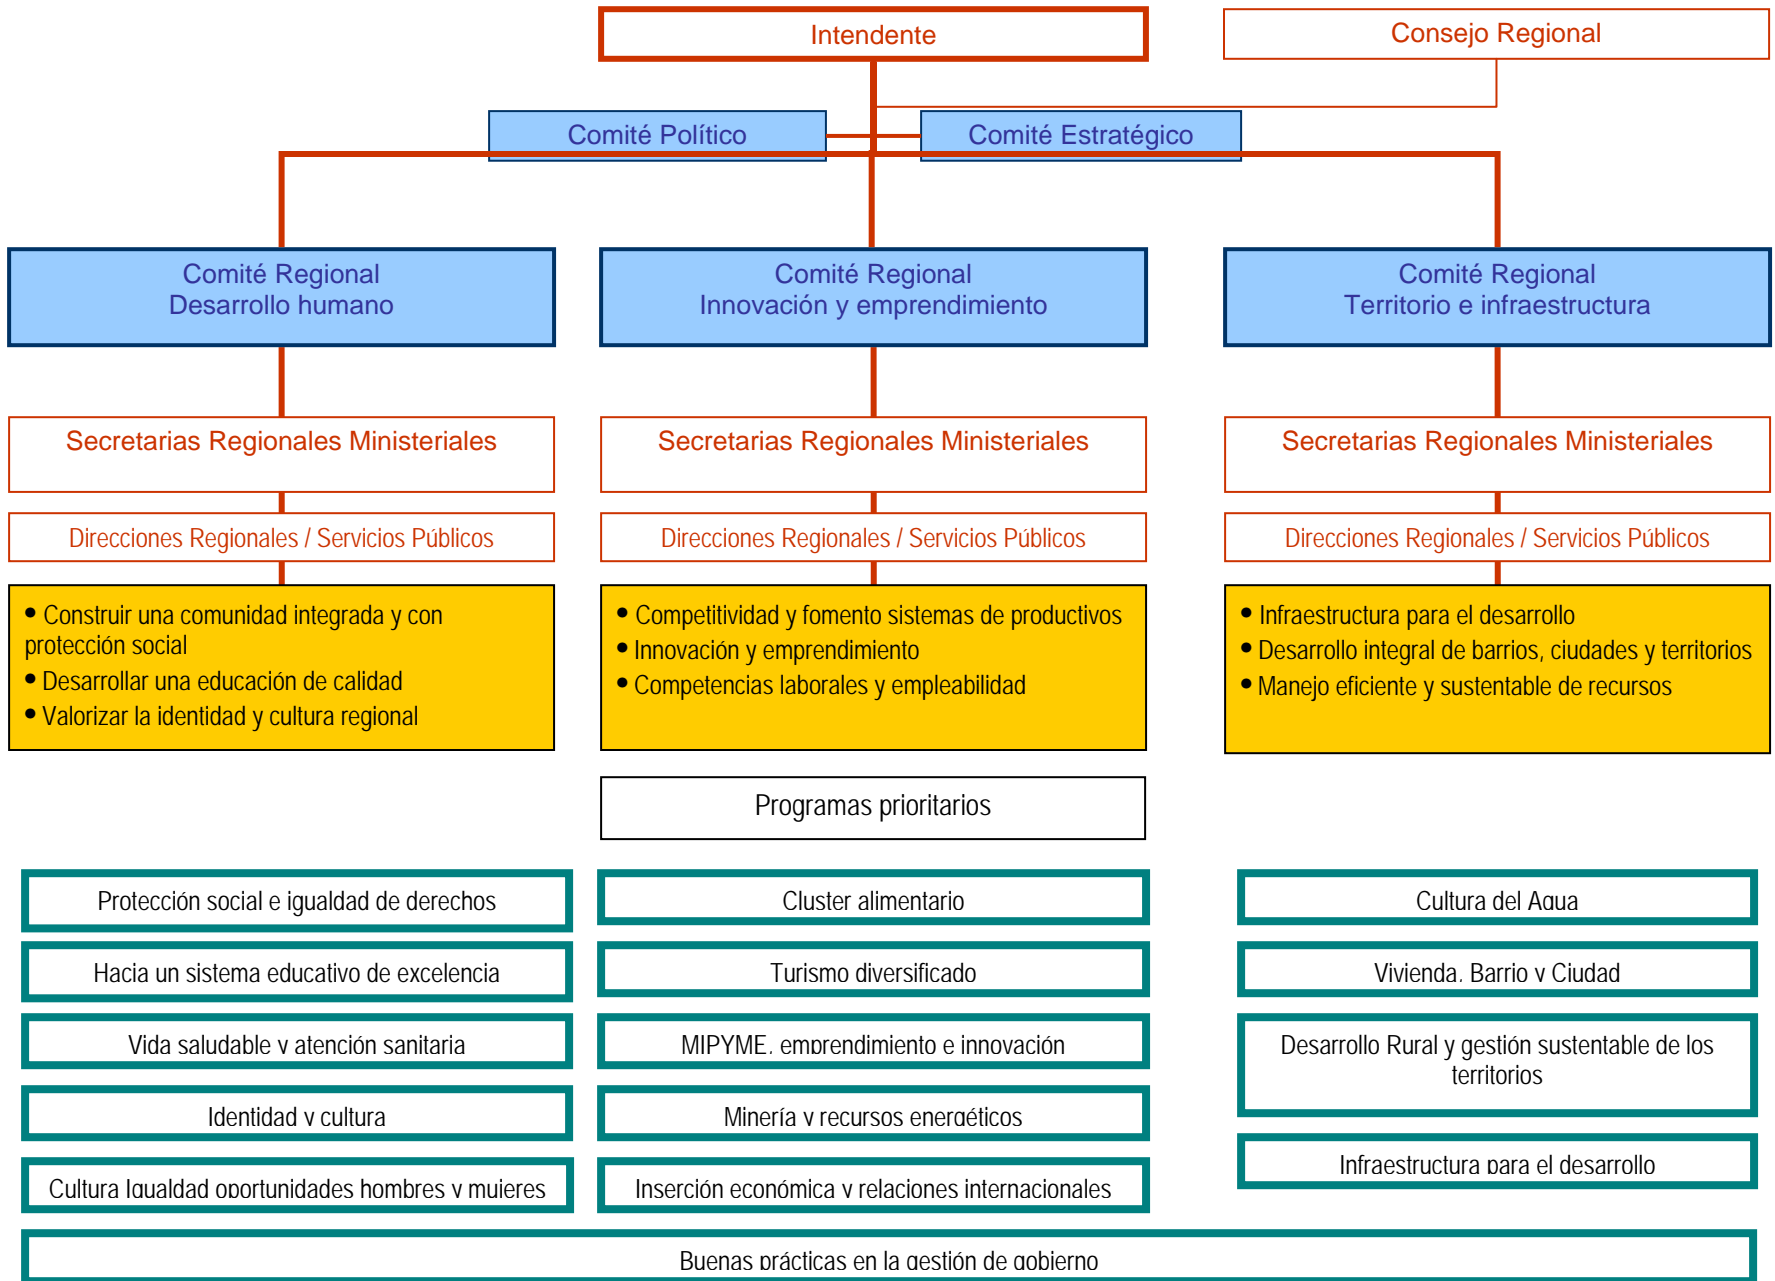 Intendente
Consejo Regional
Comité Político
Comité Estratégico
Comité Regional
Desarrollo humano
Comité Regional
Innovación y emprendimiento
Comité Regional
Territorio e infraestructura
Secretarias Regionales Ministeriales
Secretarias Regionales Ministeriales
Secretarias Regionales Ministeriales
Direcciones Regionales / Servicios Públicos
Direcciones Regionales / Servicios Públicos
Direcciones Regionales / Servicios Públicos
• Construir una comunidad integrada y con
protección social
• Desarrollar una educación de calidad
• Valorizar la identidad y cultura regional
• Competitividad y fomento sistemas de productivos
• Innovación y emprendimiento
• Competencias laborales y empleabilidad
• Infraestructura para el desarrollo
• Desarrollo integral de barrios, ciudades y territorios
• Manejo eficiente y sustentable de recursos
Programas prioritarios
Protección social e igualdad de derechos
Hacia un sistema educativo de excelencia
Vida saludable y atención sanitaria
Identidad y cultura
Cultura Igualdad oportunidades hombres y mujeres
Cluster alimentario
Turismo diversificado
MIPYME, emprendimiento e innovación
Minería y recursos energéticos
Inserción económica y relaciones internacionales
Cultura del Agua
Vivienda, Barrio y Ciudad
Desarrollo Rural y gestión sustentable de los
territorios
Infraestructura para el desarrollo
Buenas prácticas en la gestión de gobierno